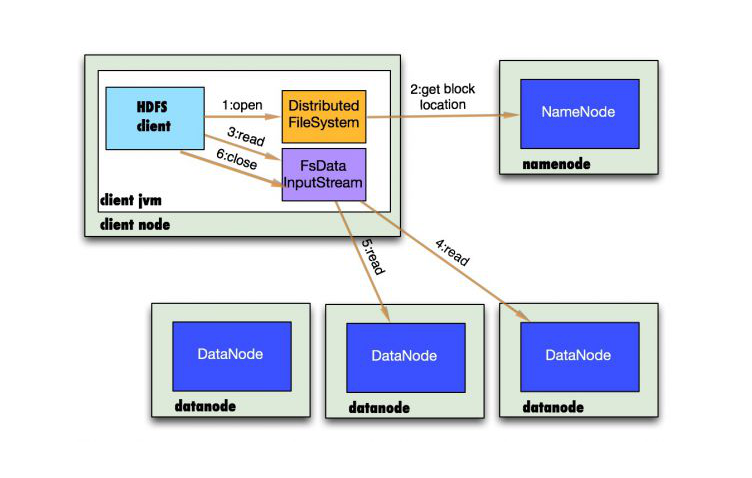 HDFS
client
1:open
Distributed
FileSystem
2:get block
location
NameNode
namenode
3:read
6:close
FsData
InputStream
client jvm
client node
5:read
4:read
DataNode
datanode
DataNode
datanode
DataNode
datanode